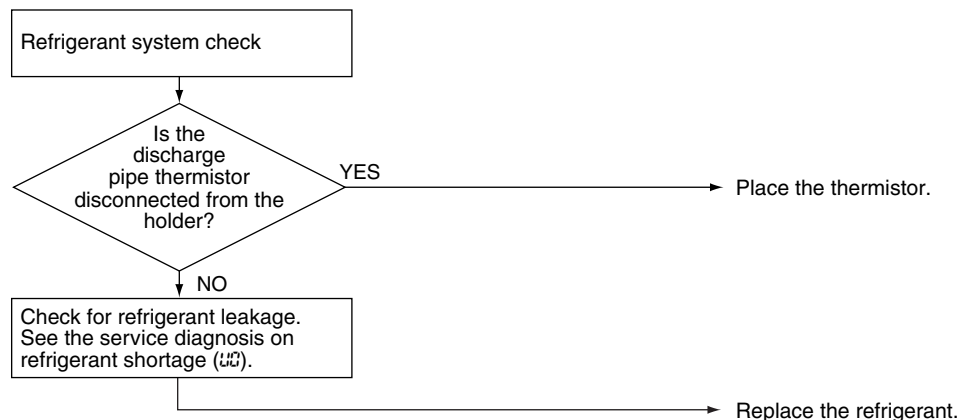 Refrigerant system check
Is the
discharge
pipe thermistor
disconnected from the
holder?
YES
Place the thermistor.
NO
Check for refrigerant leakage.
See the service diagnosis on
refrigerant shortage (U0).
Replace the refrigerant.